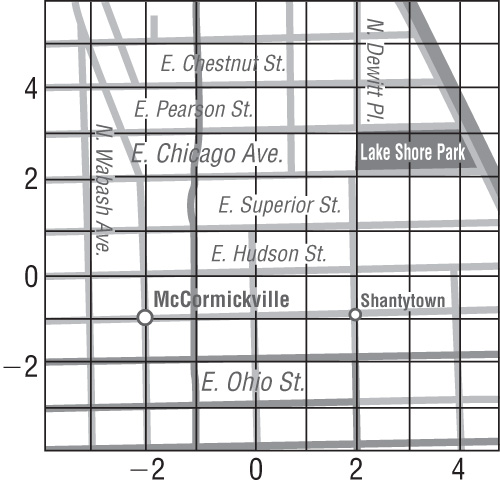 N. Dewitt Pl.
E. Chestnut St.
4
E. Pearson St.
N. Wabash Ave.
E. Chicago Ave.
Lake Shore Park
2
E. Superior St.
E. Hudson St.
0
McCormickville
Shantytown
−2
E. Ohio St.
−2 0 2 4